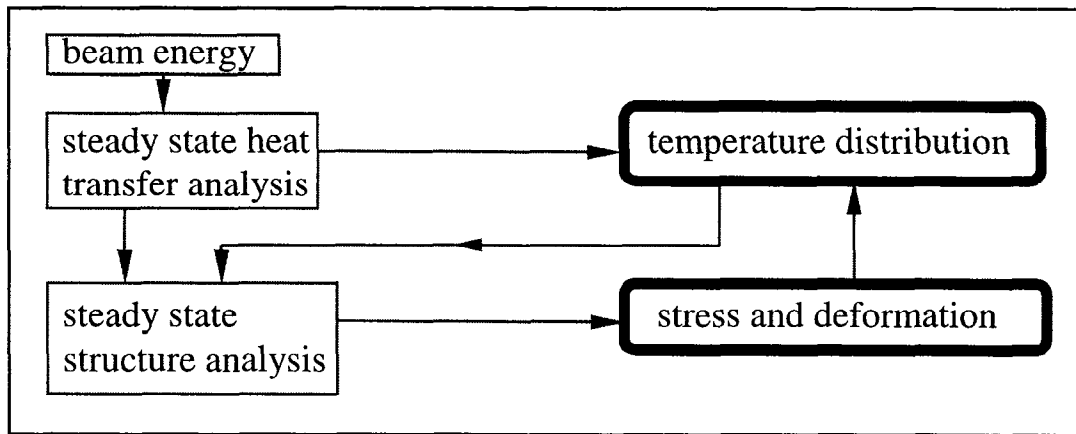 beam energy
steady state heat
transfer analysis
temperature distribution
steady state
structure analysis
stress and deformation